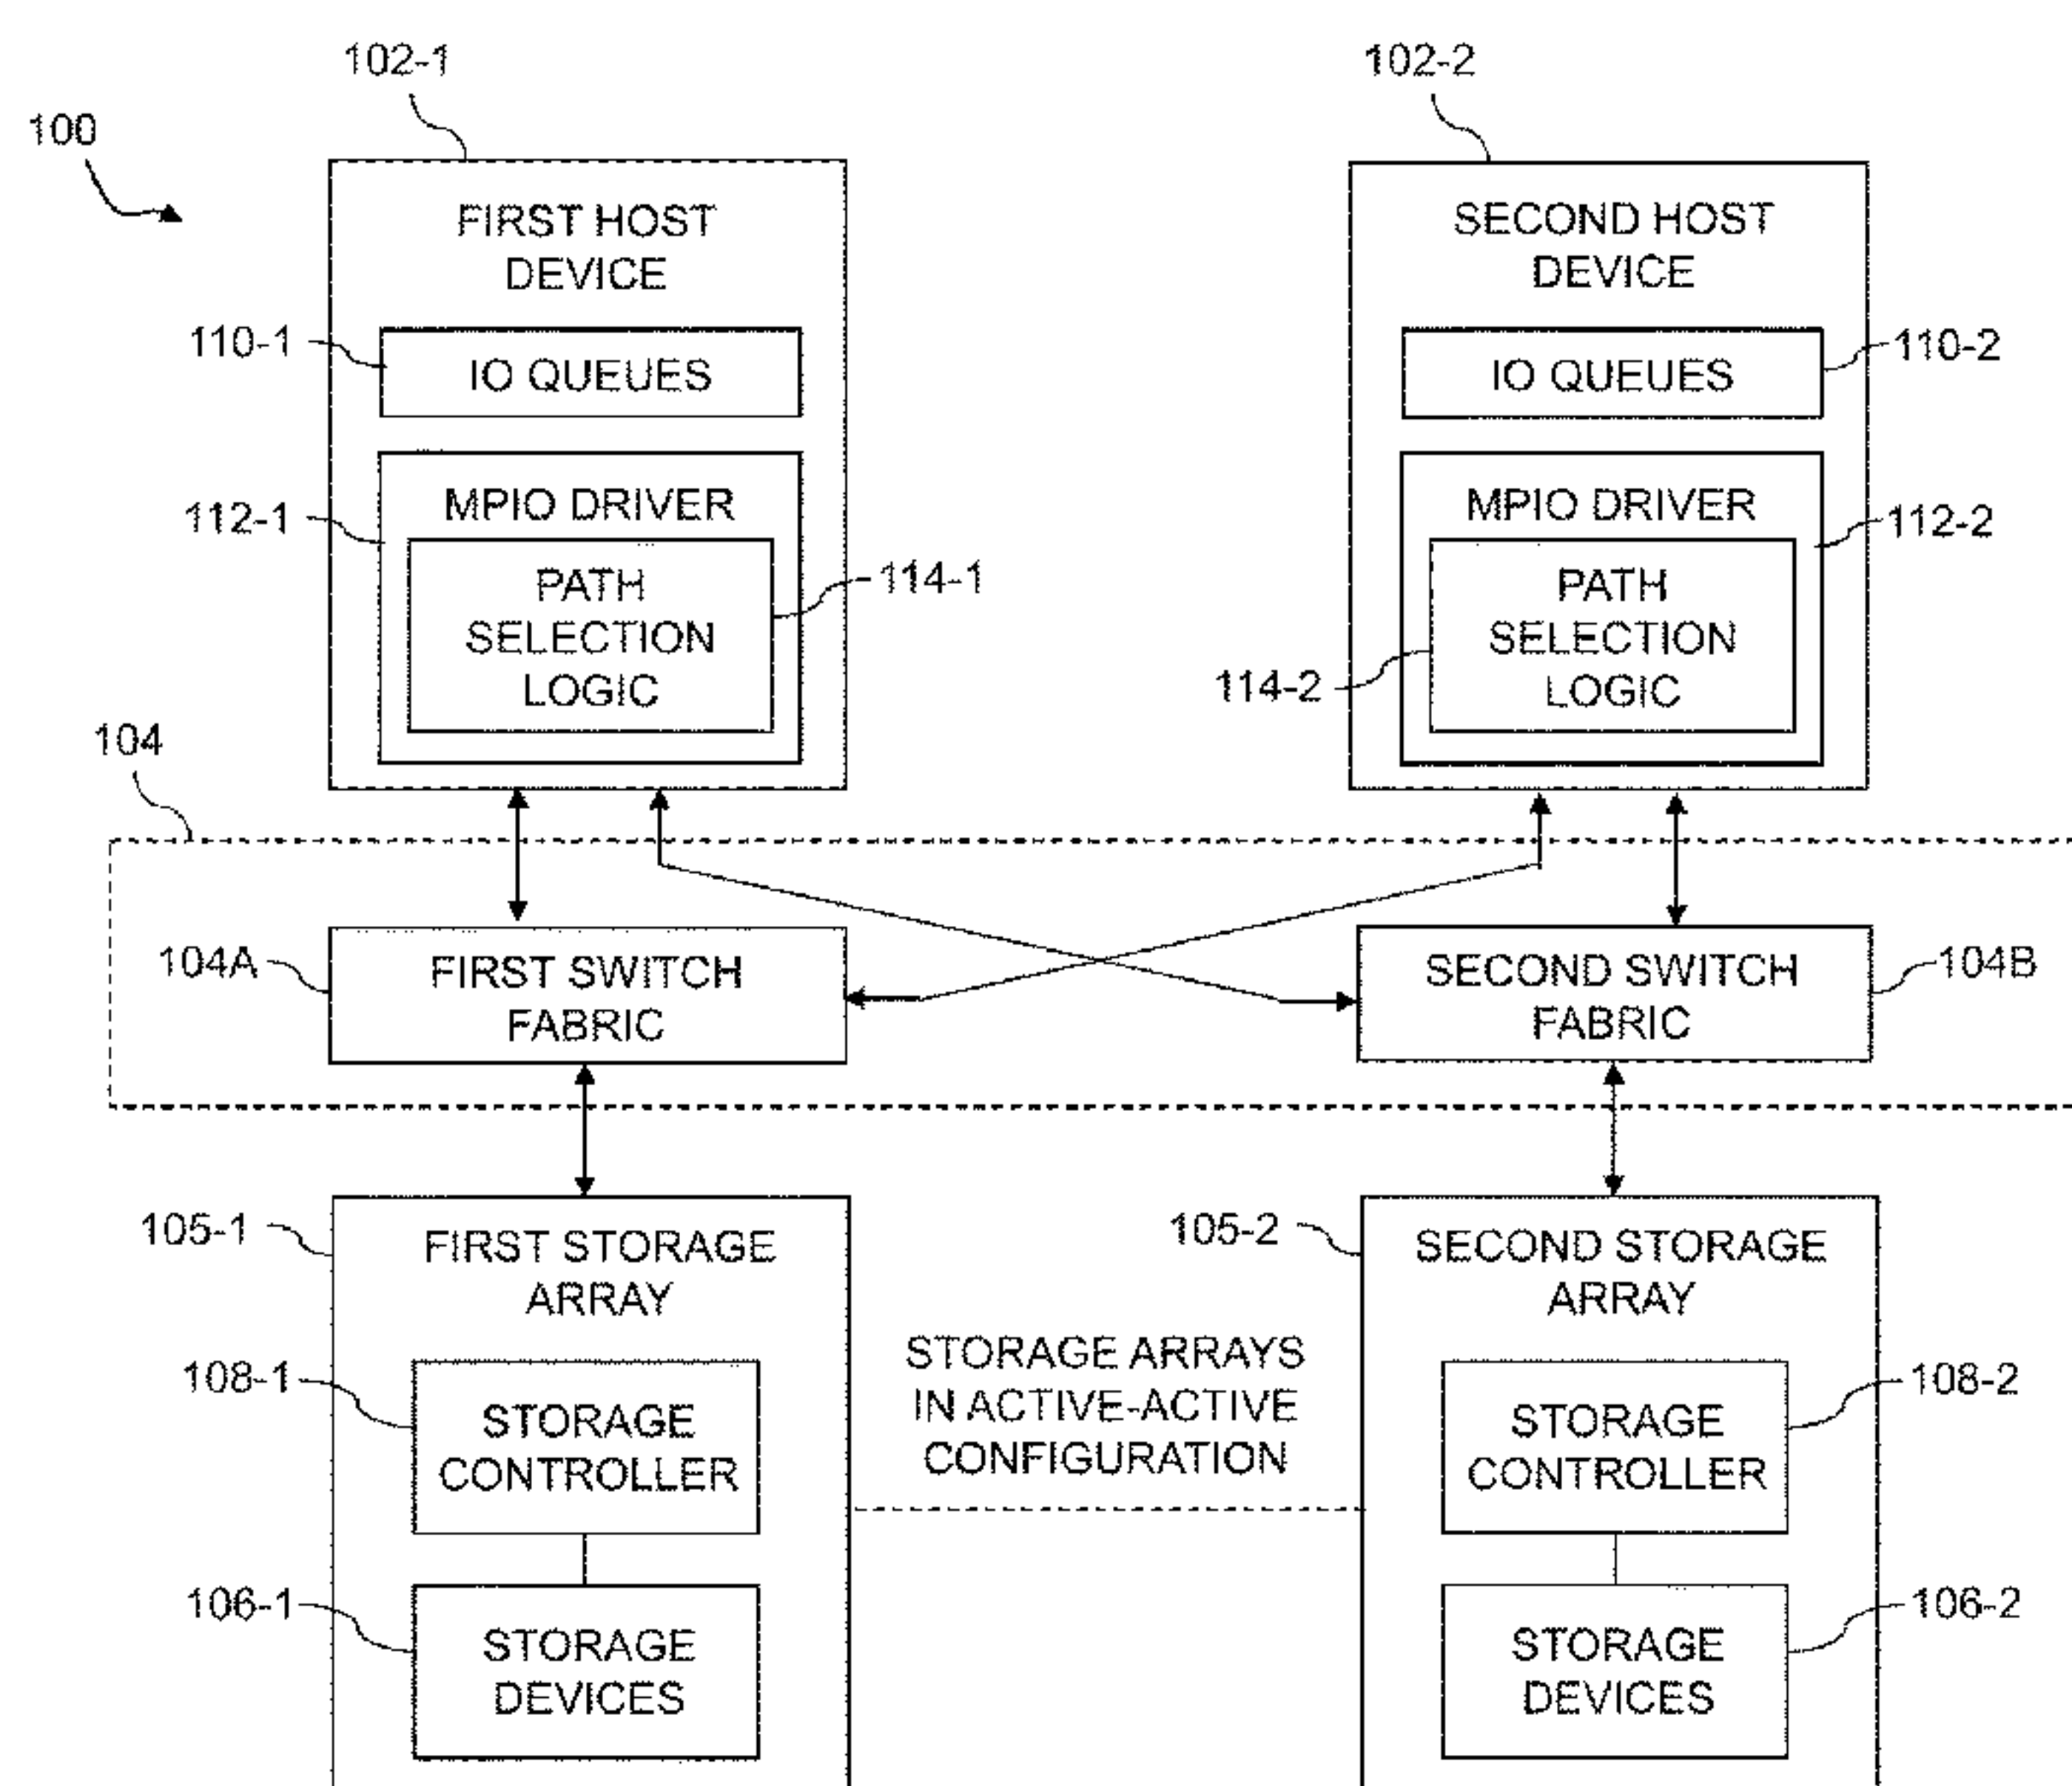 102-1
102-2
100
FIRST HOST
DEVICE
SECOND HOST
DEVICE
110-1
IO QUEUES
IO QUEUES
110-2
112-1
MPIO DRIVER
PATH
SELECTION
LOGIC
114-1
MPIO DRIVER
112-2
PATH
SELECTION
LOGIC
114-2
104
104A
FIRST SWITCH
FABRIC
SECOND SWITCH
FABRIC
104B
105-1
FIRST STORAGE
ARRAY
105-2
SECOND STORAGE
ARRAY
STORAGE ARRAYS
IN ACTIVE-ACTIVE
CONFIGURATION
108-1
STORAGE
CONTROLLER
STORAGE
CONTROLLER
108-2
106-1
STORAGE
DEVICES
STORAGE
DEVICES
106-2